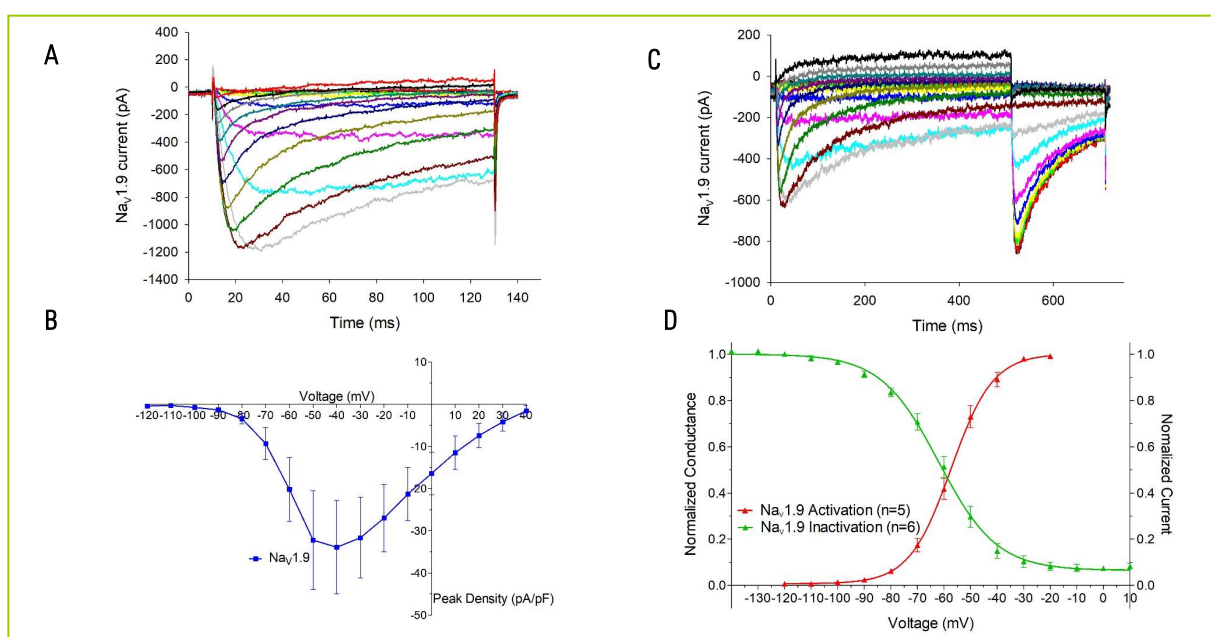 A
400
200
0
-200
-400
-600
-800
-1000
-1200
-1400
NaV1.9 current (pA)
0 20 40 60 80 100 120 140
Time (ms)
C
200
0
-200
-400
-600
-800
-1000
NaV1.9 current (pA)
0 200 400 600
Time (ms)
B
Voltage (mV)
-120 -110 -100 -90 -80 -70 -60 -50 -40 -30 -20 -10 10 20 30 40
10
-10
-20
-30
-40
-50
NaV1.9
Peak Density (pA/pF)
D
1.0
0.8
0.6
0.4
0.2
0.0
Normalized Conductance
NaV1.9 Activation (n=5)
NaV1.9 Inactivation (n=6)
1.0
0.8
0.6
0.4
0.2
0.0
Nomalized Current
-130 -110 -90 -80 -70 -60 -50 -40 -30 -20 -10 0 10
Voltage (mV)